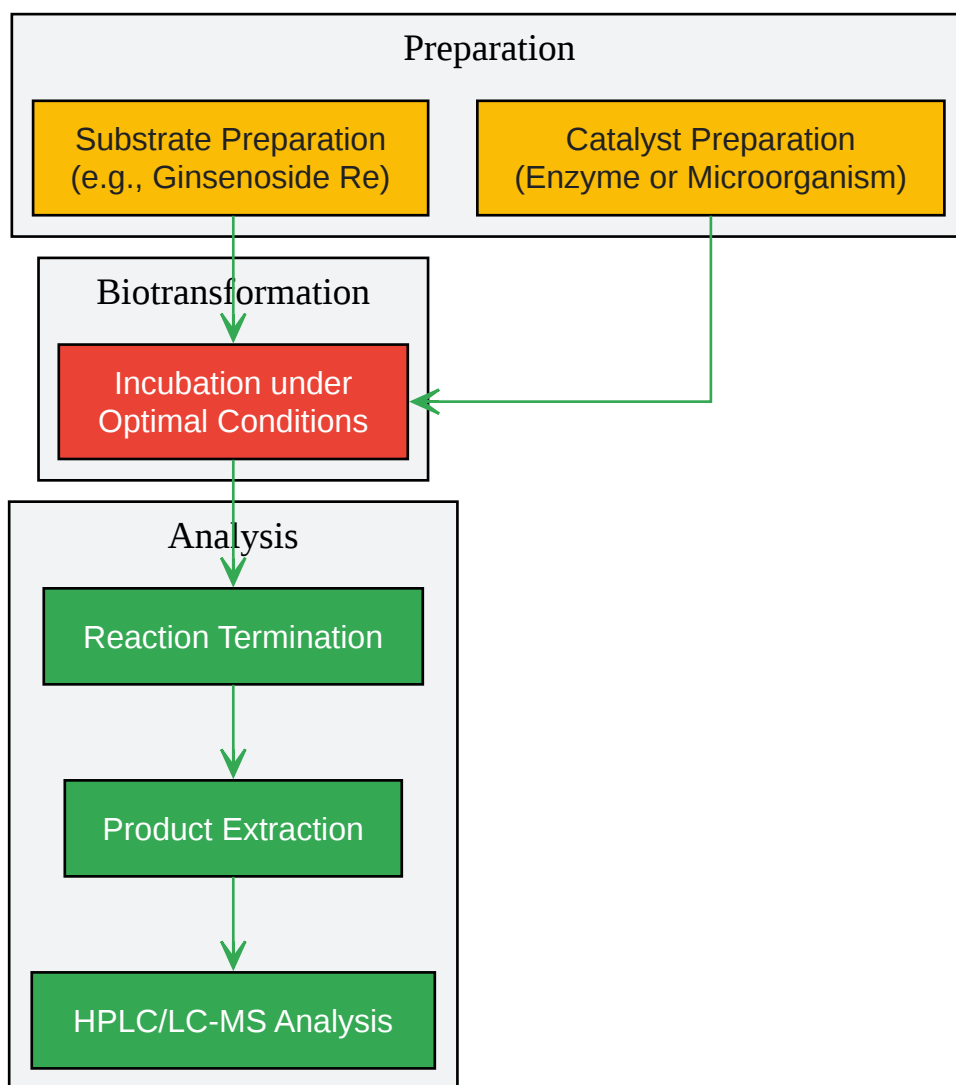 Preparation
Substrate Preparation
(e.g., Ginsenoside Re)
Catalyst Preparation
(Enzyme or Microorganism)
Biotransformation
Incubation under
Optimal Conditions
Analysis
Reaction Termination
Product Extraction
HPLC/LC-MS Analysis